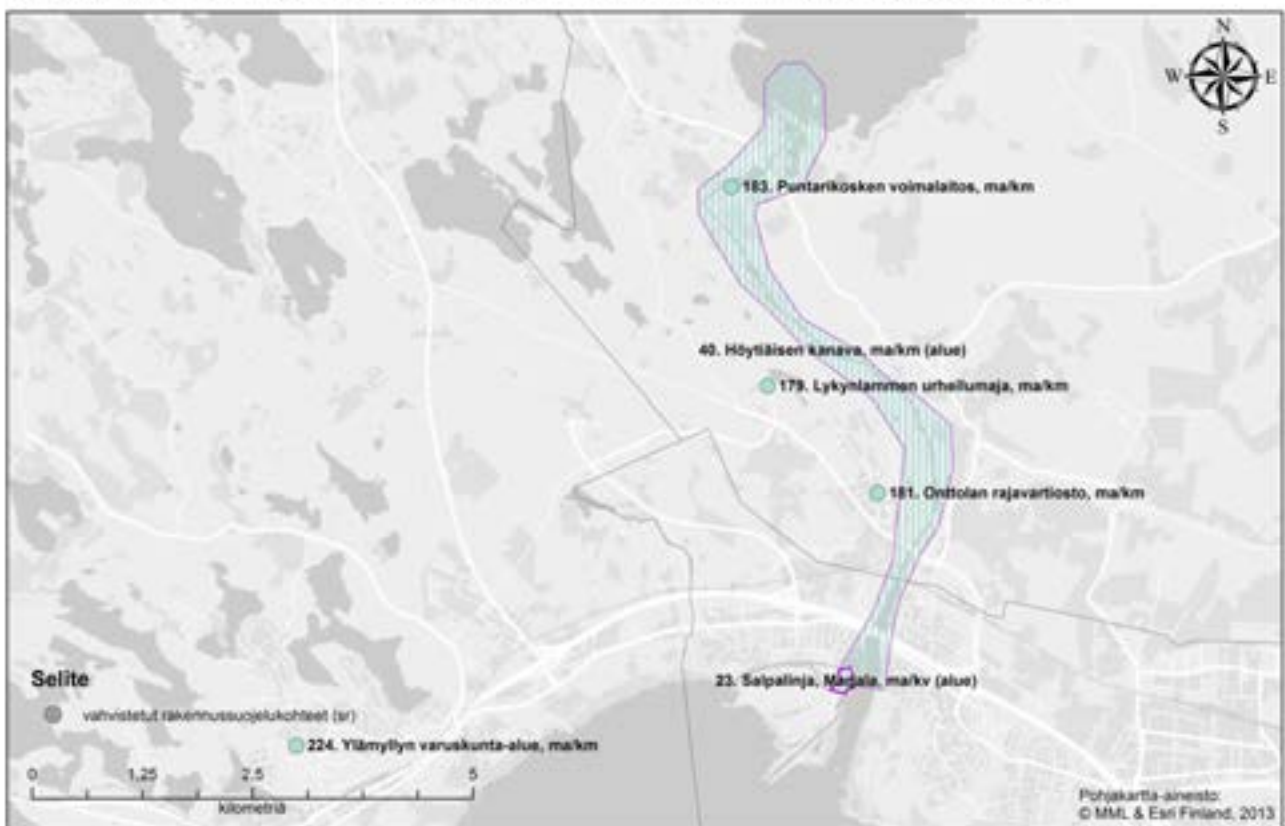 N
W E
S
183. Puntarikosken voimalaitos, ma/km
40. Höytiäisen kanava, ma/km (alue)
179. Lykynlammen urheilumaja, ma/km
181. Onttolan rajavartiosto, ma/km
23. Salpalinja, Marjala, ma/kv (alue)
Selite
vahvistetut rakennussuojelukohteet (sr)
224. Ylämyllyn varuskunta-alue, ma/km
0 1,25 2,5 5
kilometriä
Pohjakartta-aineisto:
© MML & Esri Finland, 2013